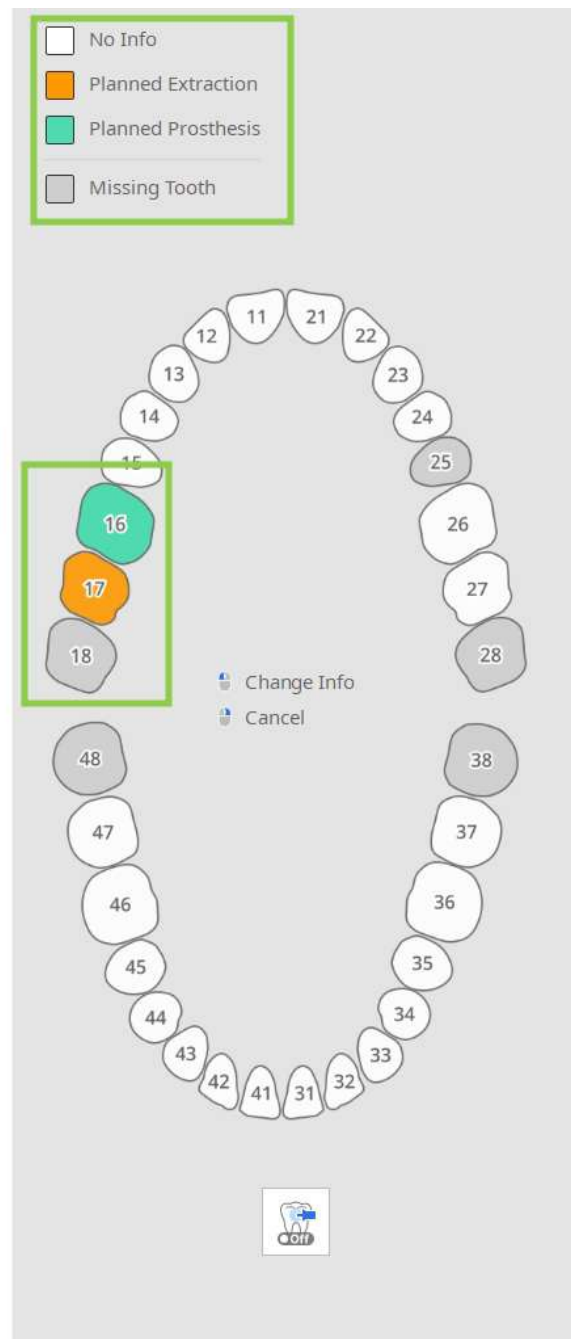 No Info
Planned Extraction
Planned Prosthesis
Missing Tooth
11 21
12 22
13 23
14 24
15 25
16 26
17 27
18 28
Change Info
Cancel
48 38
47 37
46 36
45 35
44 34
43 33
42 32
41 31
Off